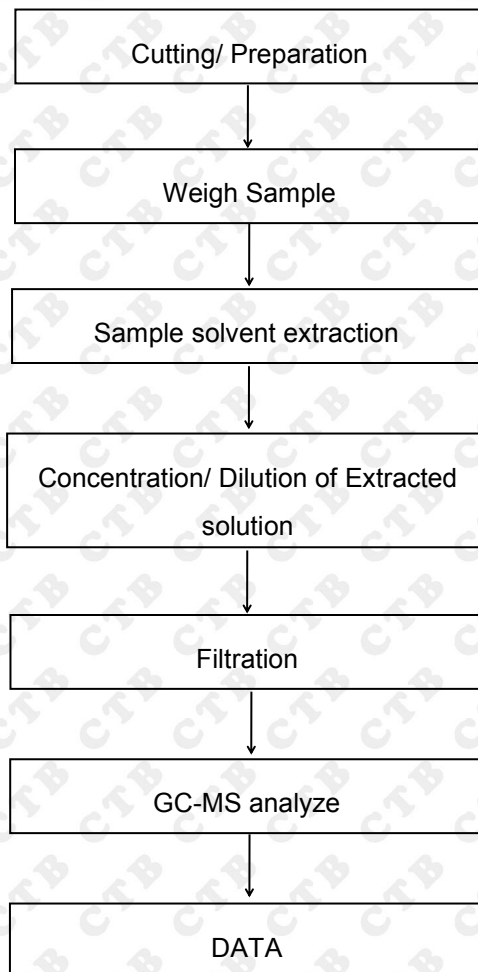 Cutting/ Preparation
Weigh Sample
Sample solvent extraction
Concentration/ Dilution of Extracted
solution
Filtration
GC-MS analyze
DATA